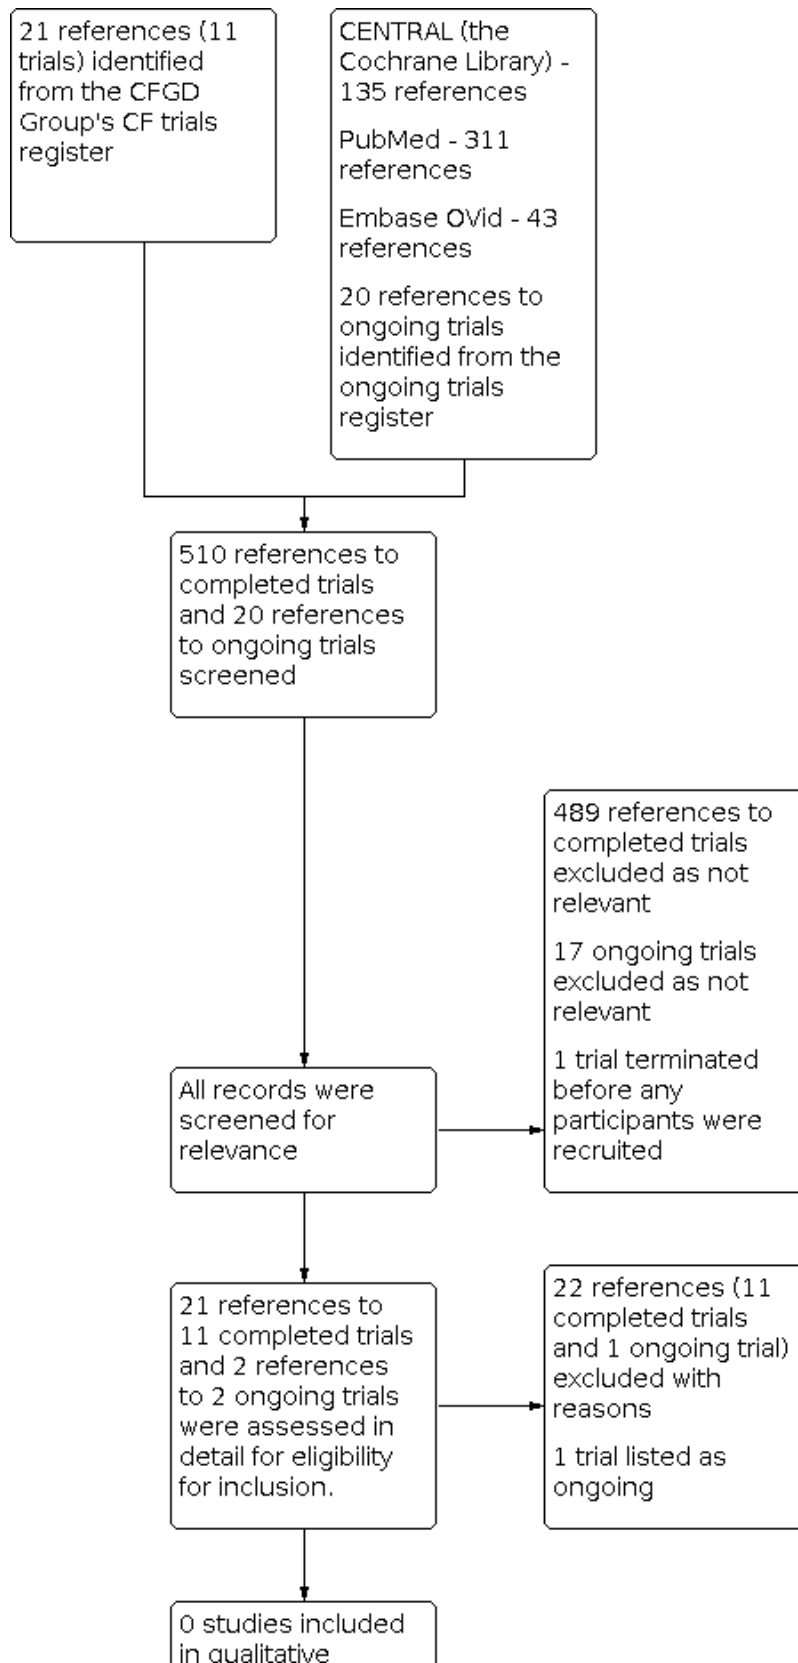 21 references (11
trials) identified
from the CFGD
Group's CF trials
register
CENTRAL (the
Cochrane Library) -
135 references
PubMed - 311
references
Embase OVid - 43
references
20 references to
ongoing trials
identified from the
ongoing trials
register
510 references to
completed trials
and 20 references
to ongoing trials
screened
489 references to
completed trials
excluded as not
relevant
17 ongoing trials
excluded as not
relevant
1 trial terminated
before any
participants were
recruited
All records were
screened for
relevance
21 references to
11 completed trials
and 2 references
to 2 ongoing trials
were assessed in
detail for eligibility
for inclusion.
22 references (11
completed trials
and 1 ongoing trial)
excluded with
reasons
1 trial listed as
ongoing
0 studies included
in qualitative